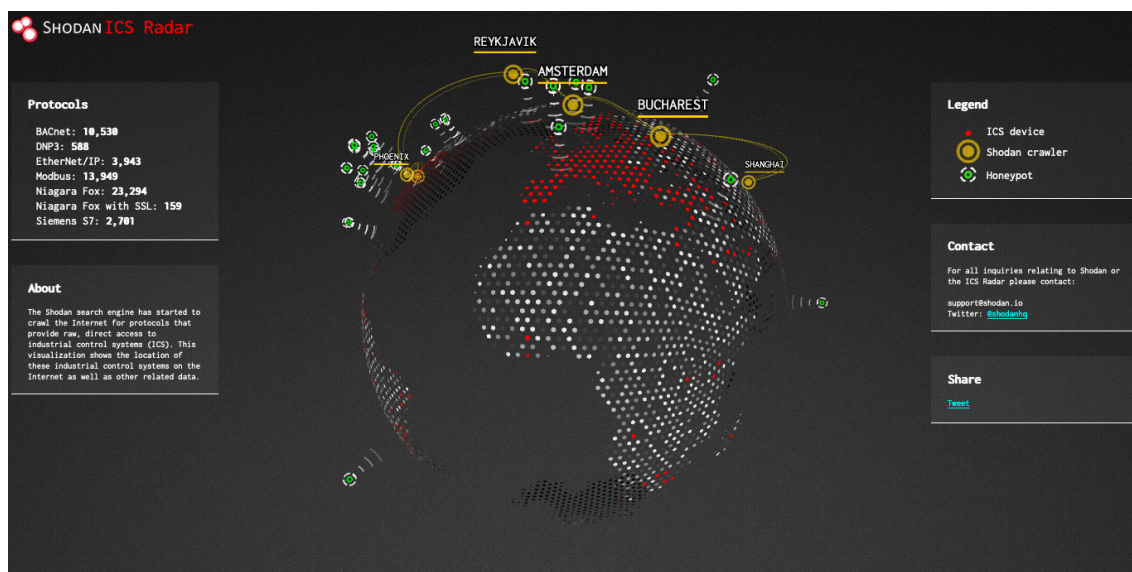 SHODAN ICS Radar
REYKJAVIK
AMSTERDAM
BUCHAREST
PHOENIX
SHANGHAI
Protocols
BACnet: 10,530
DNP3: 588
EtherNet/IP: 3,943
Modbus: 13,949
Niagara Fox: 23,294
Niagara Fox with SSL: 159
Siemens S7: 2,701
About
The Shodan search engine has started to
crawl the Internet for protocols that
provide raw, direct access to
industrial control systems (ICS). This
visualization shows the location of
these industrial control systems on the
Internet as well as other related data.
Legend
ICS device
Shodan crawler
Honeypot
Contact
For all inquiries relating to Shodan or
the ICS Radar please contact:
support@shodan.io
Twitter: @shodanhq
Share
Tweet